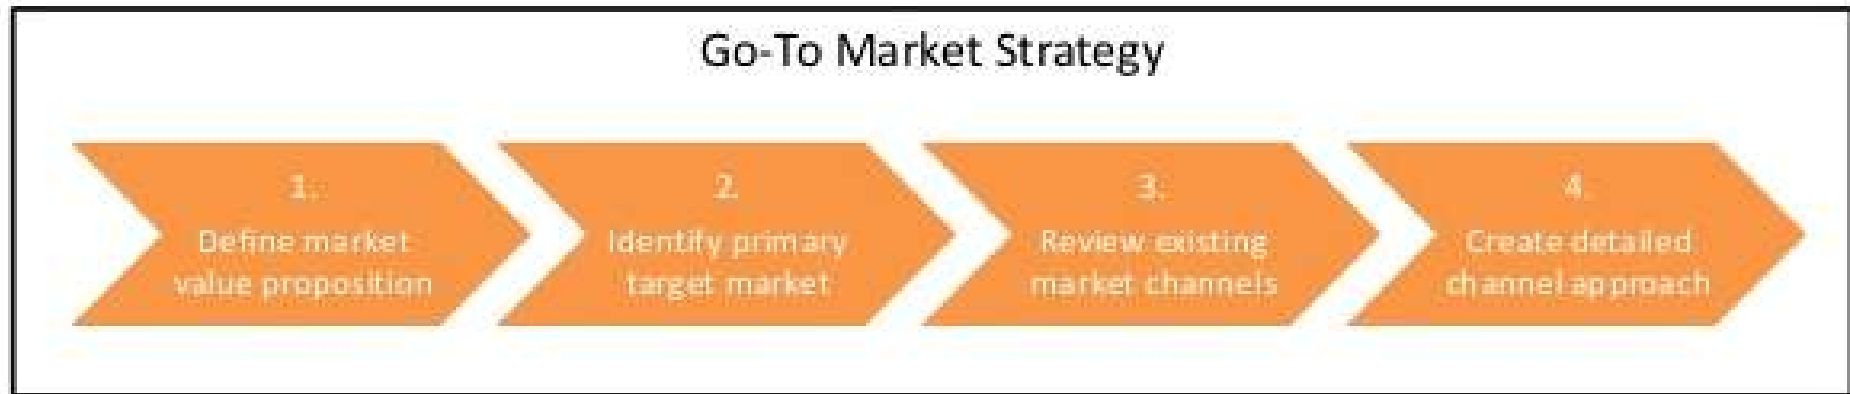 Go-To Market Strategy
1.
Define market
value proposition
2.
Identify primary
target market
3.
Review existing
market channels
4.
Create detailed
channel approach